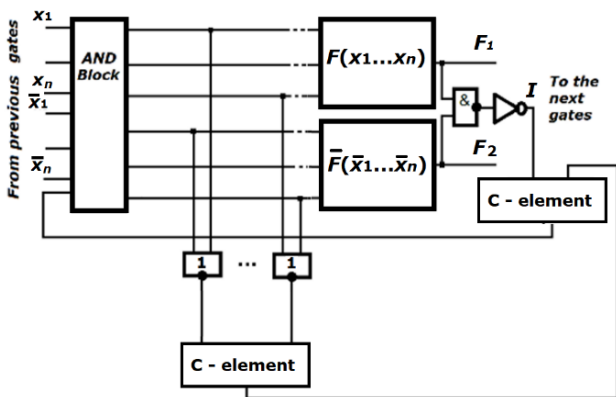 From previous gates
x₁
xₙ
x̄₁
x̄ₙ
AND
Block
F(x₁...xₙ)
F̄(x̄₁...x̄ₙ)
F₁
F₂
&
I
To the
next
gates
C - element
1
...
1
C - element